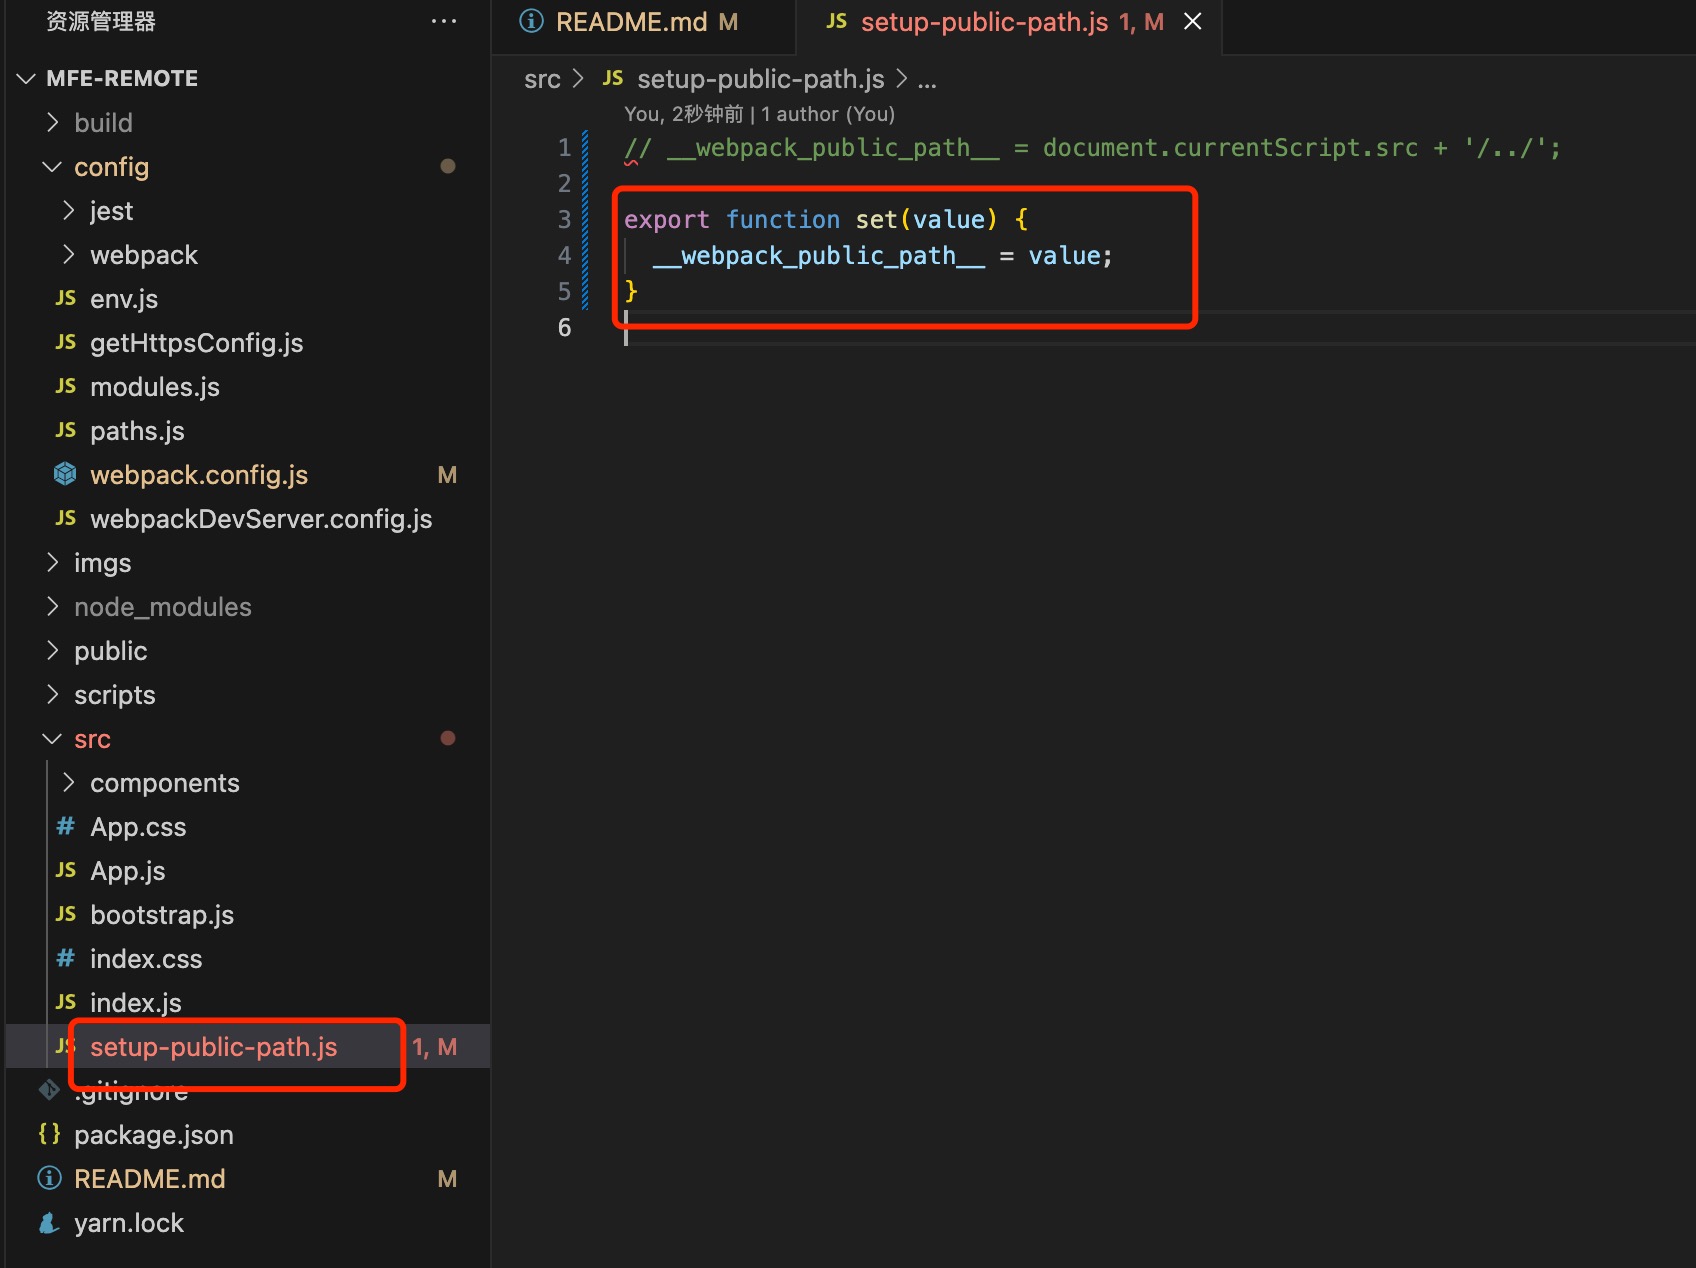 资源管理器 ···
MFE-REMOTE
build
config
jest
webpack
JS env.js
JS getHttpsConfig.js
JS modules.js
JS paths.js
webpack.config.js M
JS webpackDevServer.config.js
imgs
node_modules
public
scripts
src
components
# App.css
JS App.js
JS bootstrap.js
# index.css
JS index.js
JS setup-public-path.js 1, M
.gitignore
{} package.json
README.md M
yarn.lock
README.md M
JS setup-public-path.js 1, M
src > JS setup-public-path.js > ...
You, 2秒钟前 | 1 author (You)
1 // __webpack_public_path__ = document.currentScript.src + '/../';
2
3 export function set(value) {
4 __webpack_public_path__ = value;
5 }
6